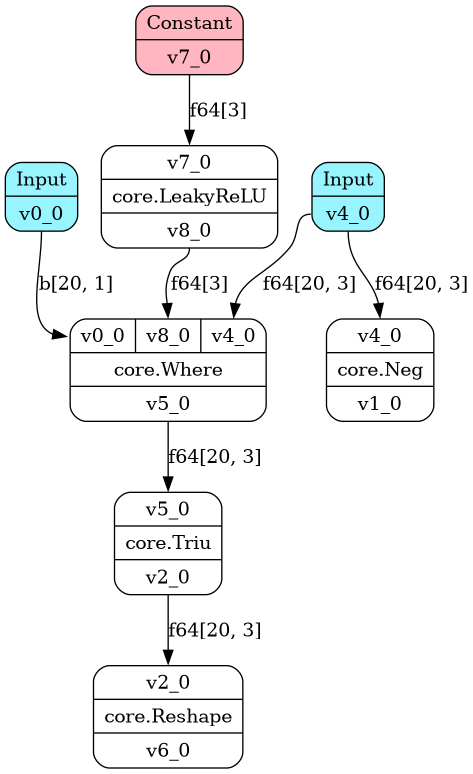 Constant
v7_0
f64[3]
v7_0
core.LeakyReLU
v8_0
Input
v0_0
Input
v4_0
b[20, 1]
f64[3]
f64[20, 3]
f64[20, 3]
v0_0 v8_0 v4_0
core.Where
v5_0
v4_0
core.Neg
v1_0
f64[20, 3]
v5_0
core.Triu
v2_0
f64[20, 3]
v2_0
core.Reshape
v6_0